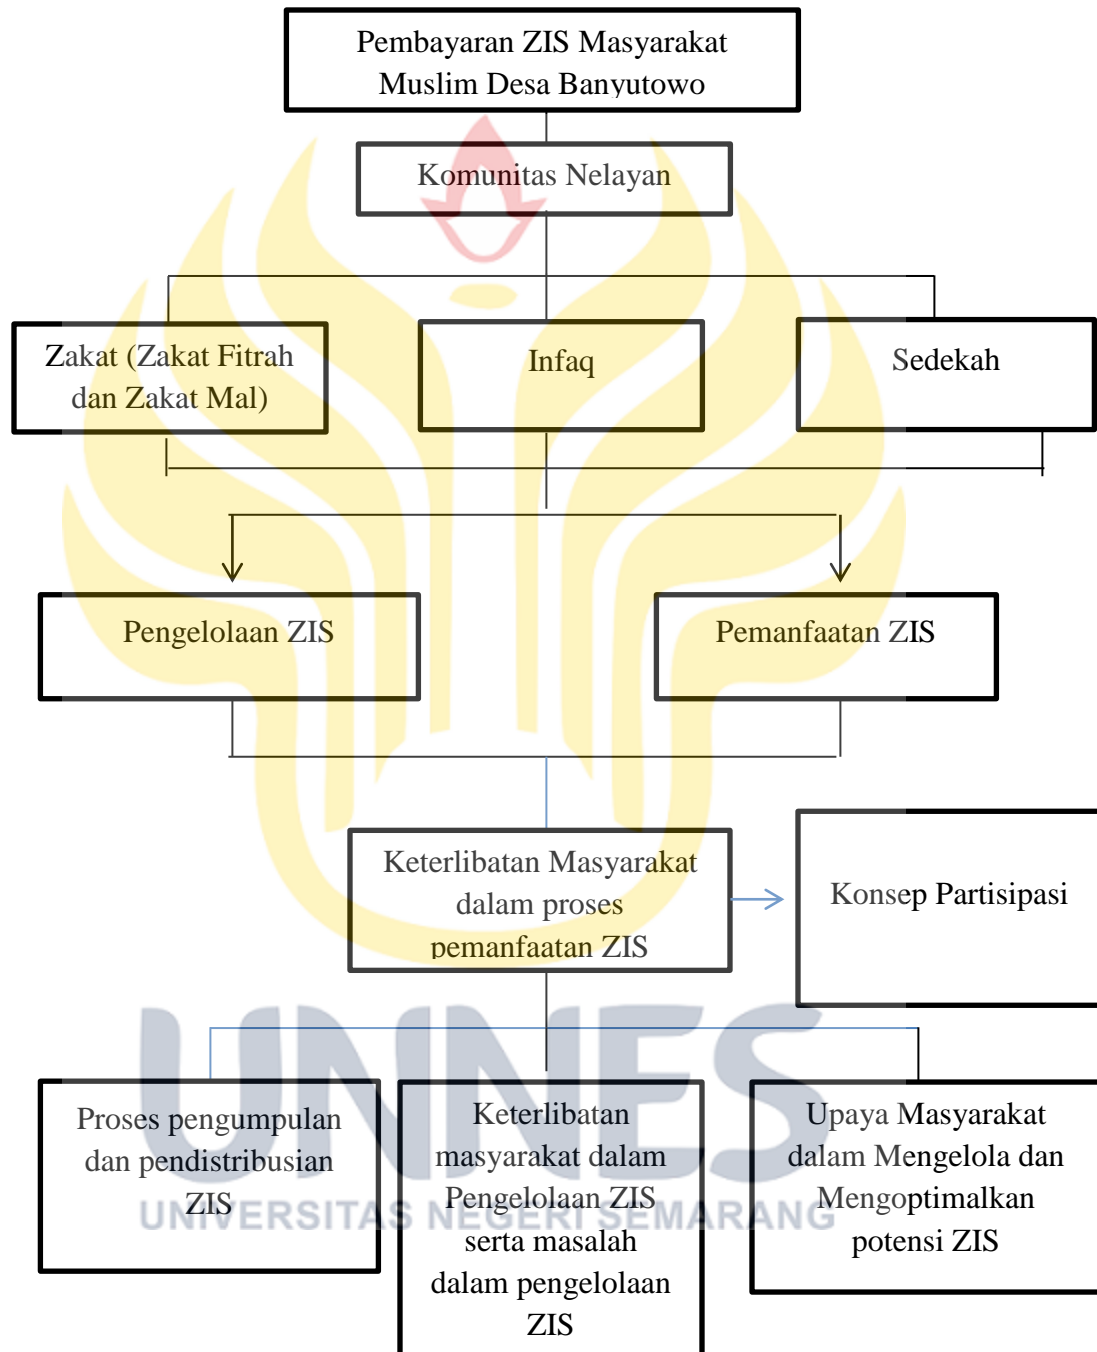 Pembayaran ZIS Masyarakat
Muslim Desa Banyutowo
Komunitas Nelayan
Zakat (Zakat Fitrah
dan Zakat Mal)
Infaq
Sedekah
Pengelolaan ZIS
Pemanfaatan ZIS
Keterlibatan Masyarakat
dalam proses
pemanfaatan ZIS
Konsep Partisipasi
Proses pengumpulan
dan pendistribusian
ZIS
Keterlibatan
masyarakat dalam
Pengelolaan ZIS
serta masalah
dalam pengelolaan
ZIS
Upaya Masyarakat
dalam Mengelola dan
Mengoptimalkan
potensi ZIS
UNNES
UNIVERSITAS NEGERI SEMARANG